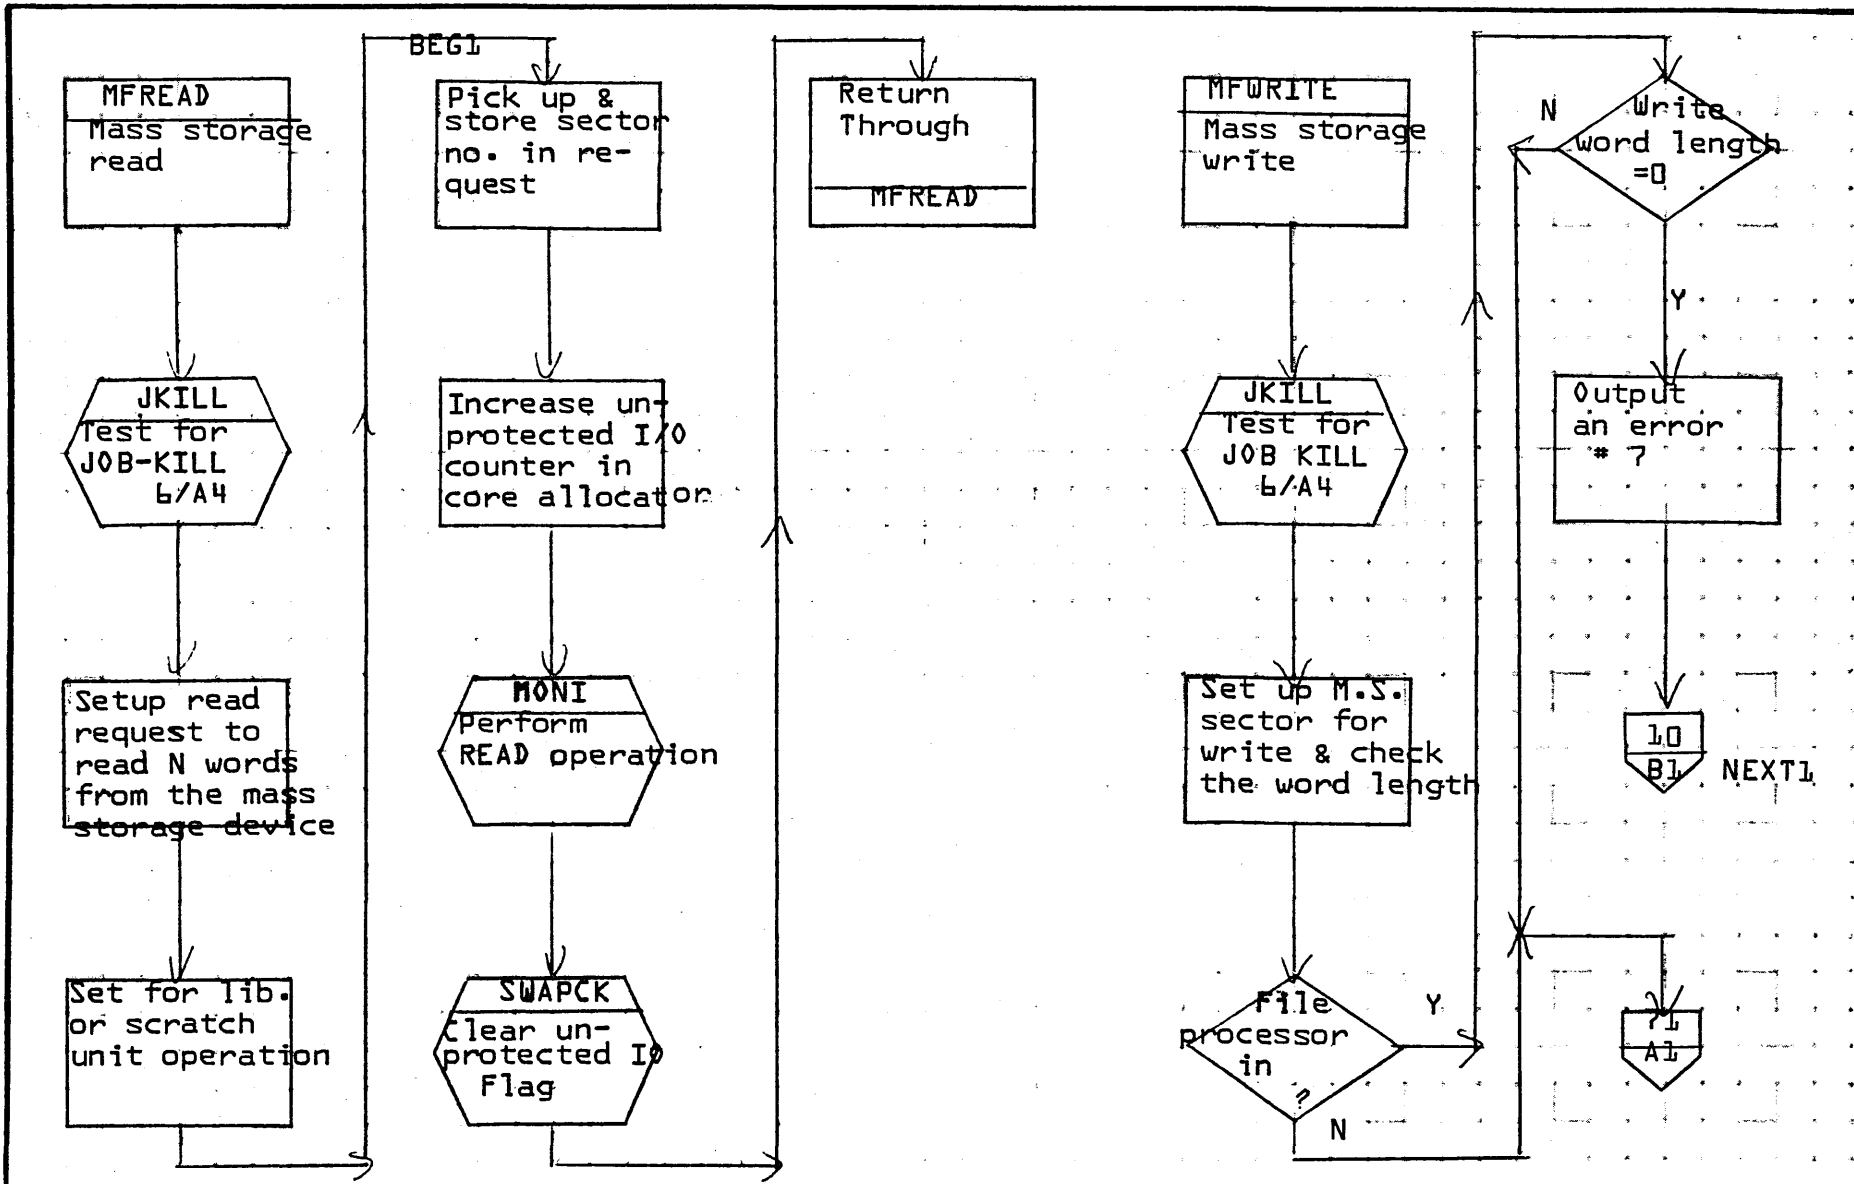 MFREAD
Mass storage
read
JKILL
Test for
JOB-KILL
6/A4
Setup read
request to
read N words
from the mass
storage device
Set for lib.
or scratch
unit operation
BEG1
Pick up &
store sector
no. in re-
quest
Increase un-
protected I/O
counter in
core allocator
MONI
Perform
READ operation
SWAPCK
Clear un-
protected IO
Flag
Return
Through
MFREAD
MFWRITE
Mass storage
write
JKILL
Test for
JOB KILL
6/A4
Set up M.S.
sector for
write & check
the word length
File
processor
in
?
Y
N
Write
word length
=0
N
Y
Output
an error
# 7
10
B1
NEXT1
A1